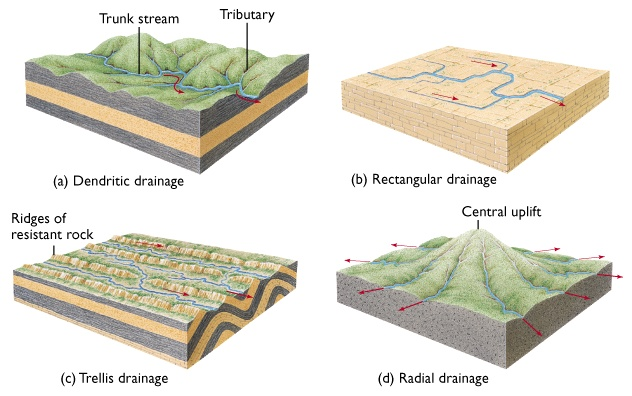 Trunk stream
Tributary
(a) Dendritic drainage
(b) Rectangular drainage
Ridges of
resistant rock
Central uplift
(c) Trellis drainage
(d) Radial drainage